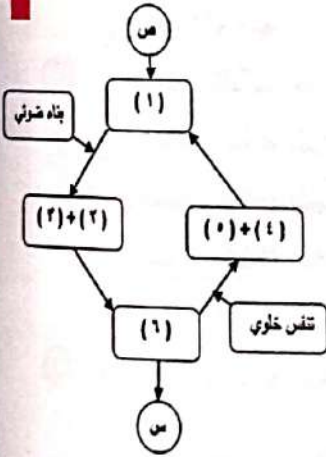 ص
(١)
بناء ضوئي
(٢)+(٣)
(٤)+(٥)
(٦)
تنفس خلوي
س